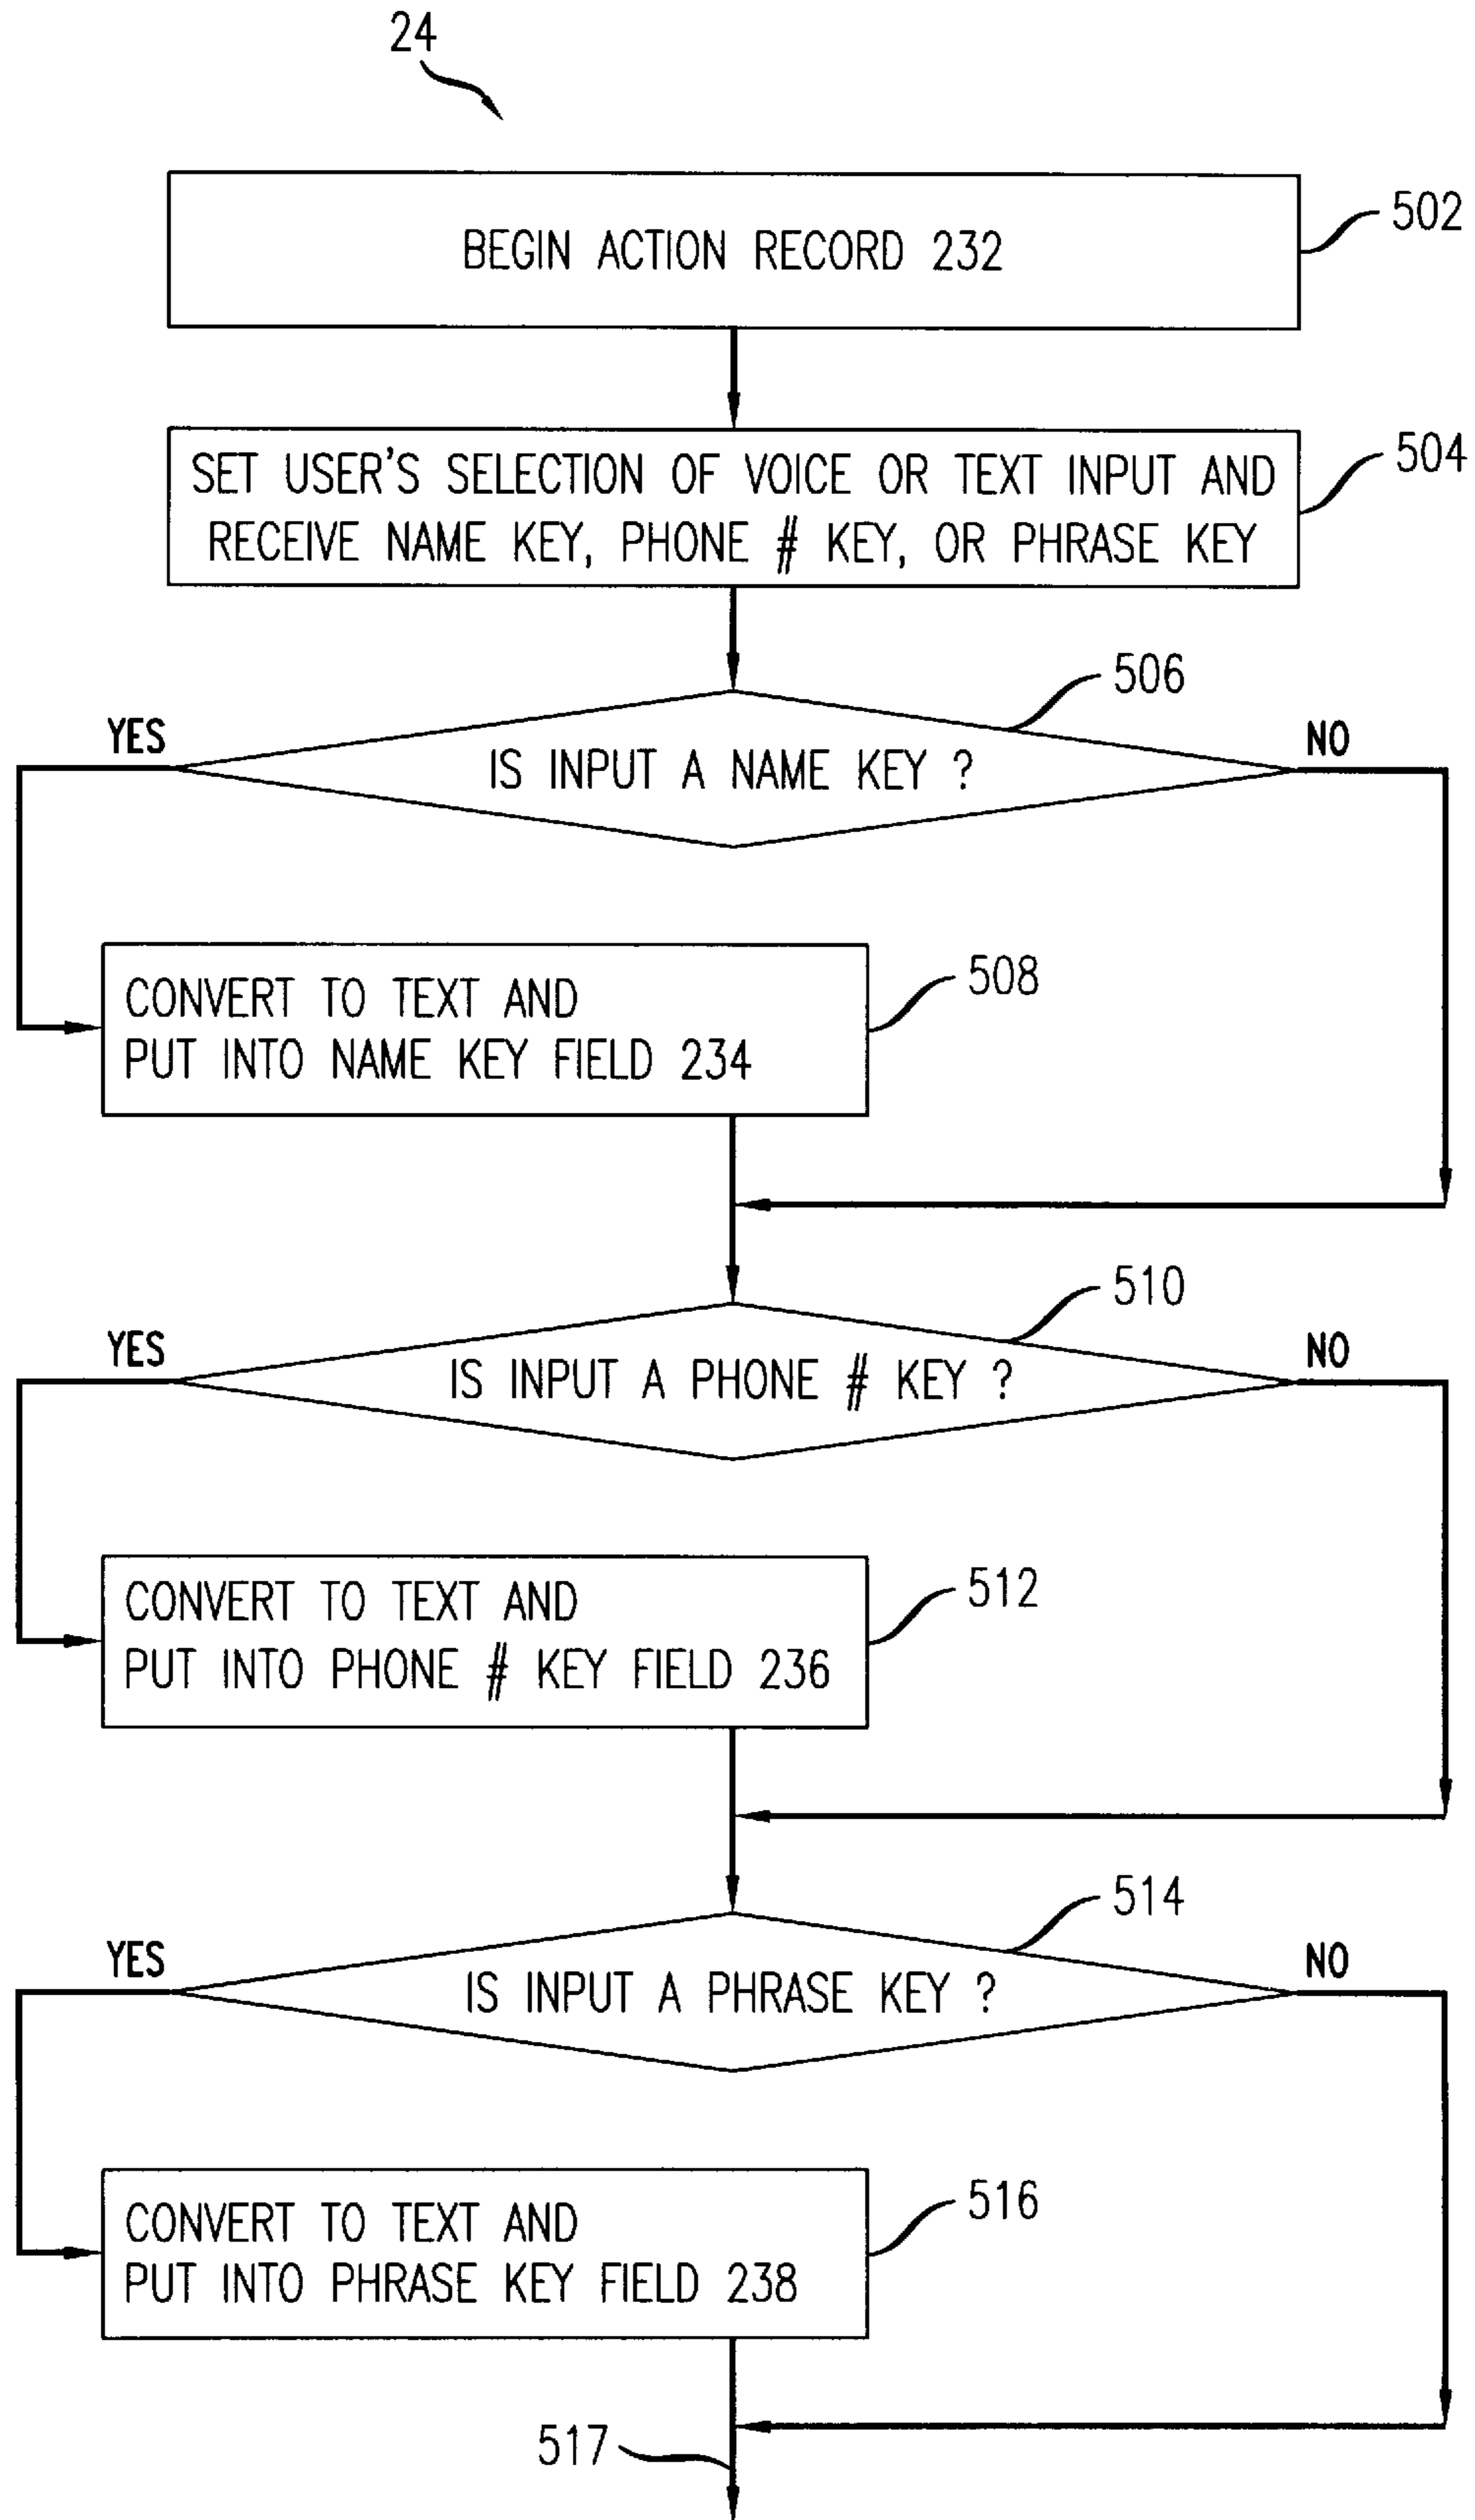 24
BEGIN ACTION RECORD 232
502
SET USER'S SELECTION OF VOICE OR TEXT INPUT AND
RECEIVE NAME KEY, PHONE # KEY, OR PHRASE KEY
504
506
YES
IS INPUT A NAME KEY ?
NO
CONVERT TO TEXT AND
PUT INTO NAME KEY FIELD 234
508
510
YES
IS INPUT A PHONE # KEY ?
NO
CONVERT TO TEXT AND
PUT INTO PHONE # KEY FIELD 236
512
514
YES
IS INPUT A PHRASE KEY ?
NO
CONVERT TO TEXT AND
PUT INTO PHRASE KEY FIELD 238
516
517